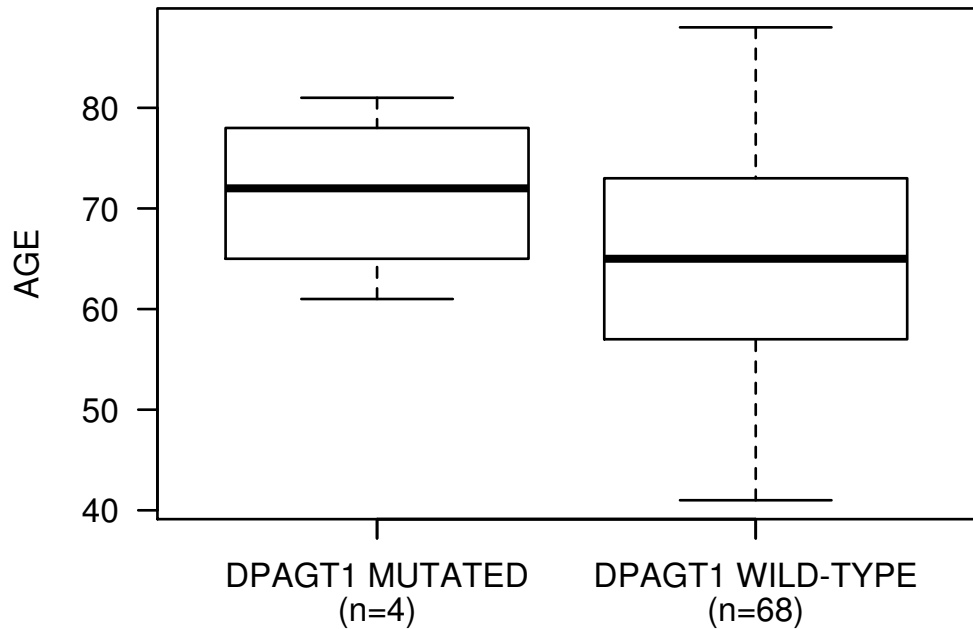 AGE
80
70
60
50
40
DPAGT1 MUTATED
(n=4)
DPAGT1 WILD-TYPE
(n=68)